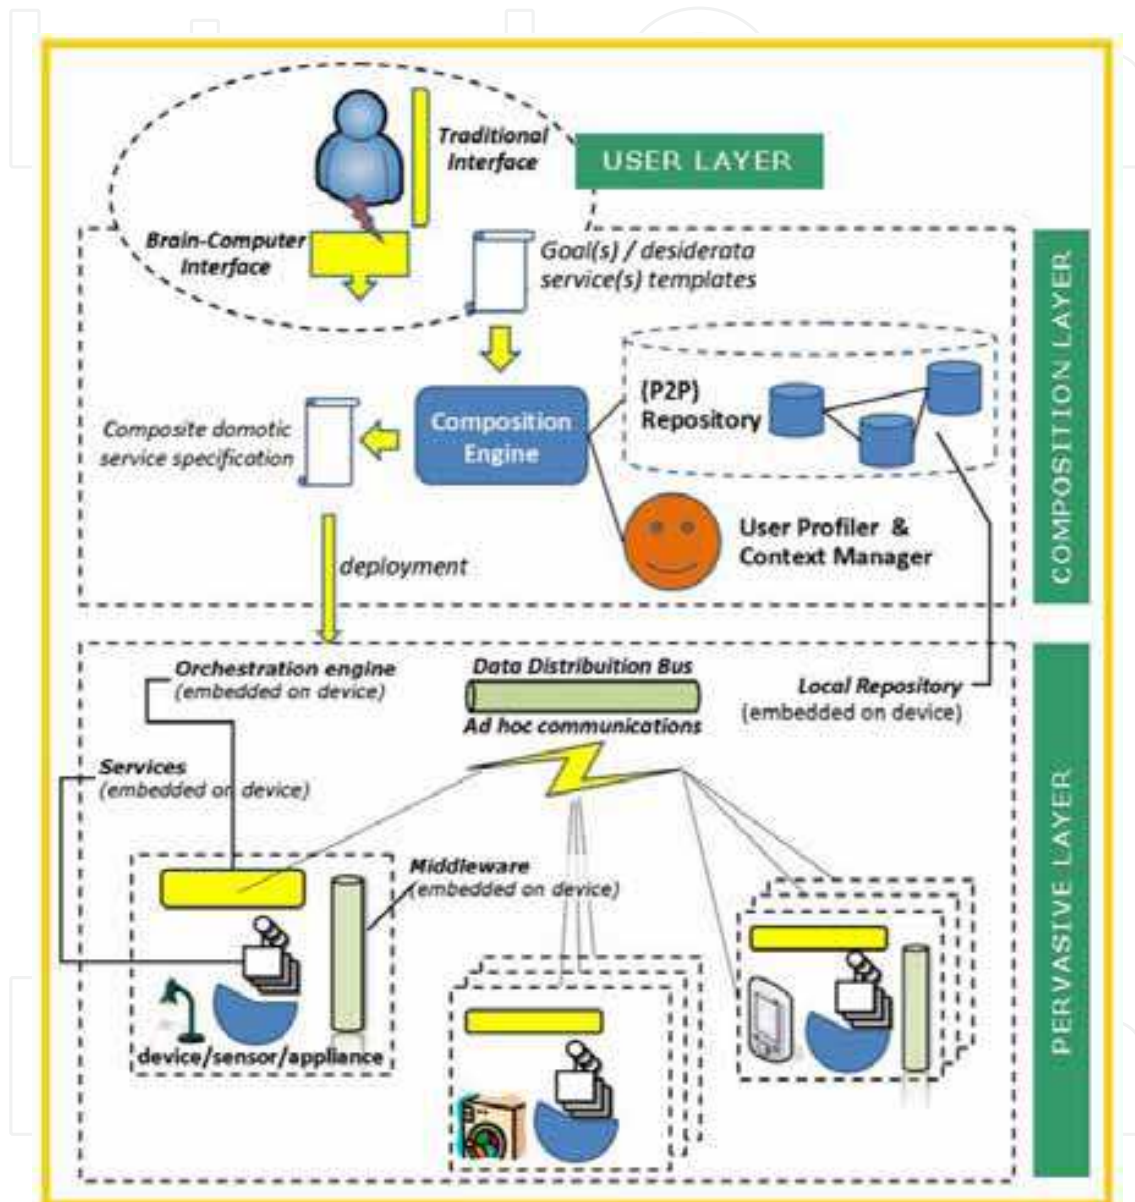 Traditional
Interface
USER LAYER
Brain-Computer
Interface
Goal(s) / desiderata
service(s) templates
COMPOSITION LAYER
(P2P)
Repository
Composition
Engine
Composite domotic
service specification
User Profiler &
Context Manager
deployment
Orchestration engine
(embedded on device)
Data Distribuition Bus
Local Repository
(embedded on device)
Ad hoc communications
Services
(embedded on device)
PERVASIVE LAYER
Middleware
(embedded on device)
device/sensor/appliance